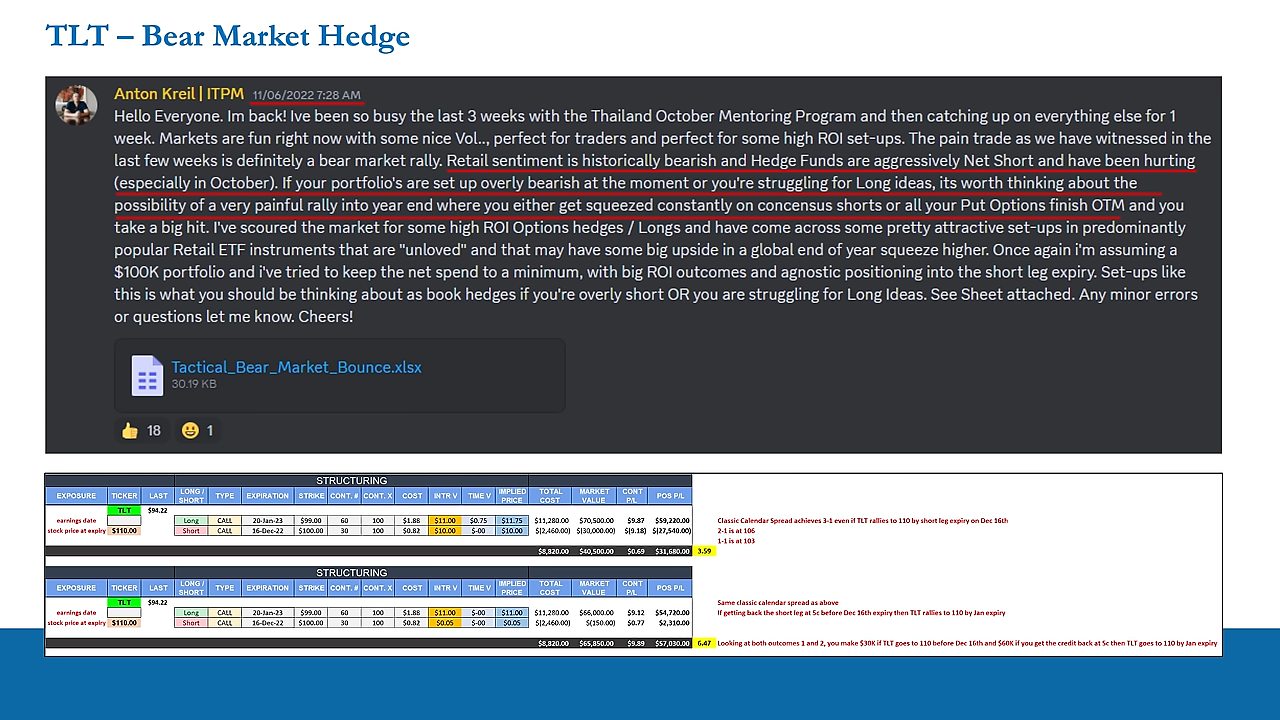 TLT – Bear Market Hedge
Anton Kreil | ITPM 11/06/2022 7:28 AM
Hello Everyone. Im back! Ive been so busy the last 3 weeks with the Thailand October Mentoring Program and then catching up on everything else for 1
week. Markets are fun right now with some nice Vol.., perfect for traders and perfect for some high ROI set-ups. The pain trade as we have witnessed in the
last few weeks is definitely a bear market rally. Retail sentiment is historically bearish and Hedge Funds are aggressively Net Short and have been hurting
(especially in October). If your portfolio's are set up overly bearish at the moment or you're struggling for Long ideas, its worth thinking about the
possibility of a very painful rally into year end where you either get squeezed constantly on concensus shorts or all your Put Options finish OTM and you
take a big hit. I've scoured the market for some high ROI Options hedges / Longs and have come across some pretty attractive set-ups in predominantly
popular Retail ETF instruments that are "unloved" and that may have some big upside in a global end of year squeeze higher. Once again i'm assuming a
$100K portfolio and i've tried to keep the net spend to a minimum, with big ROI outcomes and agnostic positioning into the short leg expiry. Set-ups like
this is what you should be thinking about as book hedges if you're overly short OR you are struggling for Long Ideas. See Sheet attached. Any minor errors
or questions let me know. Cheers!
Tactical_Bear_Market_Bounce.xlsx
30.19 KB
18 1
STRUCTURING
EXPOSURE TICKER LAST LONG / SHORT TYPE EXPIRATION STRIKE CONT. # CONT. X COST INTR V TIME V IMPLIED PRICE TOTAL COST MARKET VALUE CONT P/L POS P/L
TLT $94.22
earnings date Long CALL 20-Jan-23 $99.00 60 100 $1.88 $11.00 $0.75 $11.75 $11,280.00 $70,500.00 $9.87 $59,220.00 Classic Calendar Spread achieves 3-1 even if TLT rallies to 110 by short leg expiry on Dec 16th
stock price at expiry $110.00 Short CALL 16-Dec-22 $100.00 30 100 $0.82 $10.00 $-00 $10.00 $(2,460.00) $(30,000.00) $(9.18) $(27,540.00) 2-1 is at 106
1-1 is at 103
$8,820.00 $40,500.00 $0.69 $31,680.00 3.59
STRUCTURING
EXPOSURE TICKER LAST LONG / SHORT TYPE EXPIRATION STRIKE CONT. # CONT. X COST INTR V TIME V IMPLIED PRICE TOTAL COST MARKET VALUE CONT P/L POS P/L
TLT $94.22 Same classic calendar spread as above
earnings date Long CALL 20-Jan-23 $99.00 60 100 $1.88 $11.00 $-00 $11.00 $11,280.00 $66,000.00 $9.12 $54,720.00 If getting back the short leg at 5c before Dec 16th expiry then TLT rallies to 110 by Jan expiry
stock price at expiry $110.00 Short CALL 16-Dec-22 $100.00 30 100 $0.82 $0.05 $-00 $0.05 $(2,460.00) $(150.00) $0.77 $2,310.00
$8,820.00 $65,850.00 $9.89 $57,030.00 6.47 Looking at both outcomes 1 and 2, you make $30K if TLT goes to 110 before Dec 16th and $60K if you get the credit back at 5c then TLT goes to 110 by Jan expiry